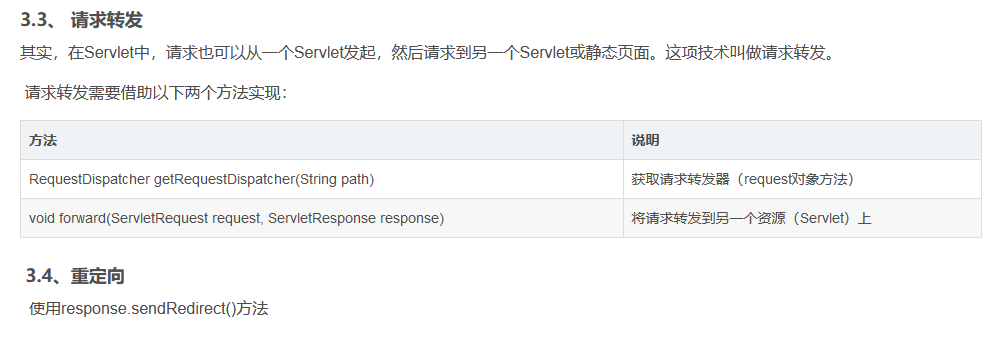 3.3、 请求转发
其实，在Servlet中，请求也可以从一个Servlet发起，然后请求到另一个Servlet或静态页面。这项技术叫做请求转发。
请求转发需要借助以下两个方法实现：
方法 说明
RequestDispatcher getRequestDispatcher(String path) 获取请求转发器（request对象方法）
void forward(ServletRequest request, ServletResponse response) 将请求转发到另一个资源（Servlet）上
3.4、重定向
使用response.sendRedirect()方法